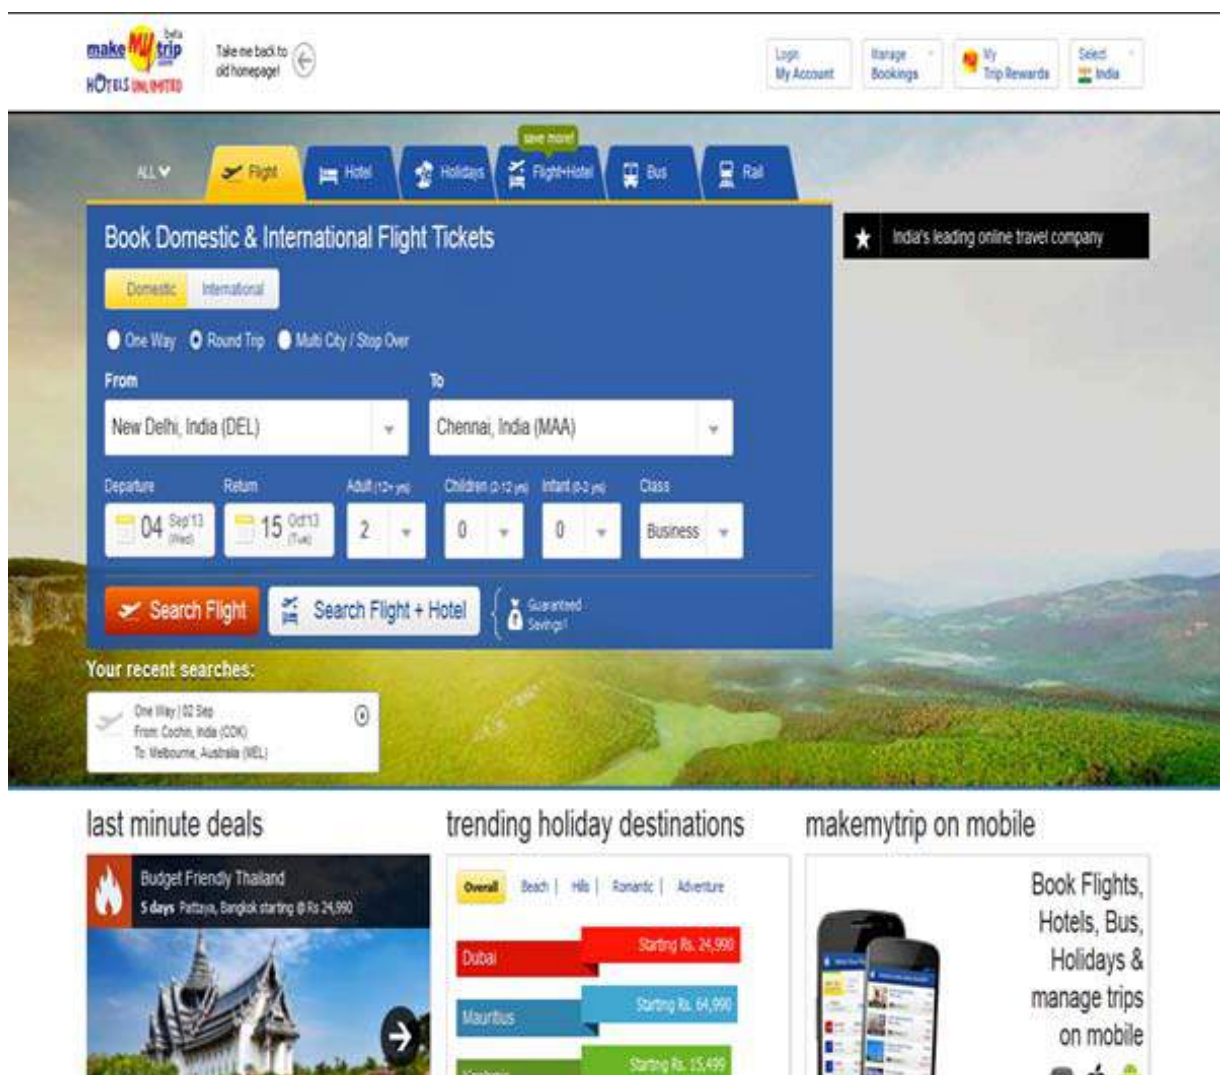 beta
make My trip
.com
HOTELS UNLIMITED
Take me back to
old homepage!
Login
My Account
Manage
Bookings
My
Trip Rewards
Select
India
save more!
ALL
Flight
Hotel
Holidays
Flight+Hotel
Bus
Rail
Book Domestic & International Flight Tickets
India's leading online travel company
Domestic International
One Way Round Trip Multi City / Stop Over
From To
New Delhi, India (DEL) Chennai, India (MAA)
Departure Return Adult (12+ yrs) Children (2-12 yrs) Infant (0-2 yrs) Class
04 Sep'13 (Wed) 15 Oct'13 (Tue) 2 0 0 Business
Search Flight Search Flight + Hotel Guaranteed
Savings!
Your recent searches:
One Way | 02 Sep
From: Cochin, India (COK)
To: Melbourne, Australia (MEL)
last minute deals
Budget Friendly Thailand
5 days Pattaya, Bangkok starting @ Rs 24,990
trending holiday destinations
Overall Beach | Hills | Romantic | Adventure
Dubai Starting Rs. 24,990
Mauritius Starting Rs. 64,990
Starting Rs. 15,499
makemytrip on mobile
Book Flights,
Hotels, Bus,
Holidays &
manage trips
on mobile